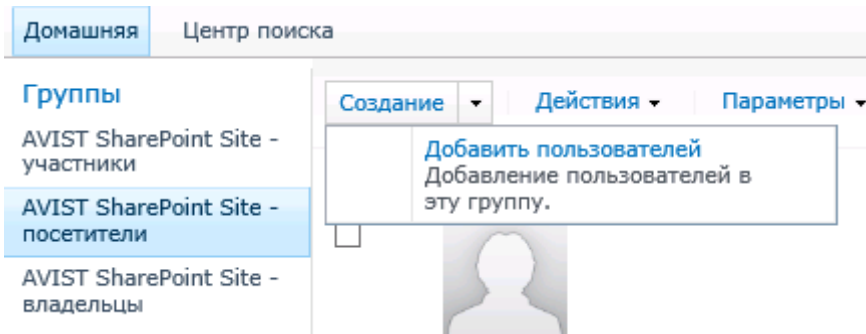 Домашняя Центр поиска
Группы
AVIST SharePoint Site -
участники
AVIST SharePoint Site -
посетители
AVIST SharePoint Site -
владельцы
Создание Действия Параметры
Добавить пользователей
Добавление пользователей в
эту группу.